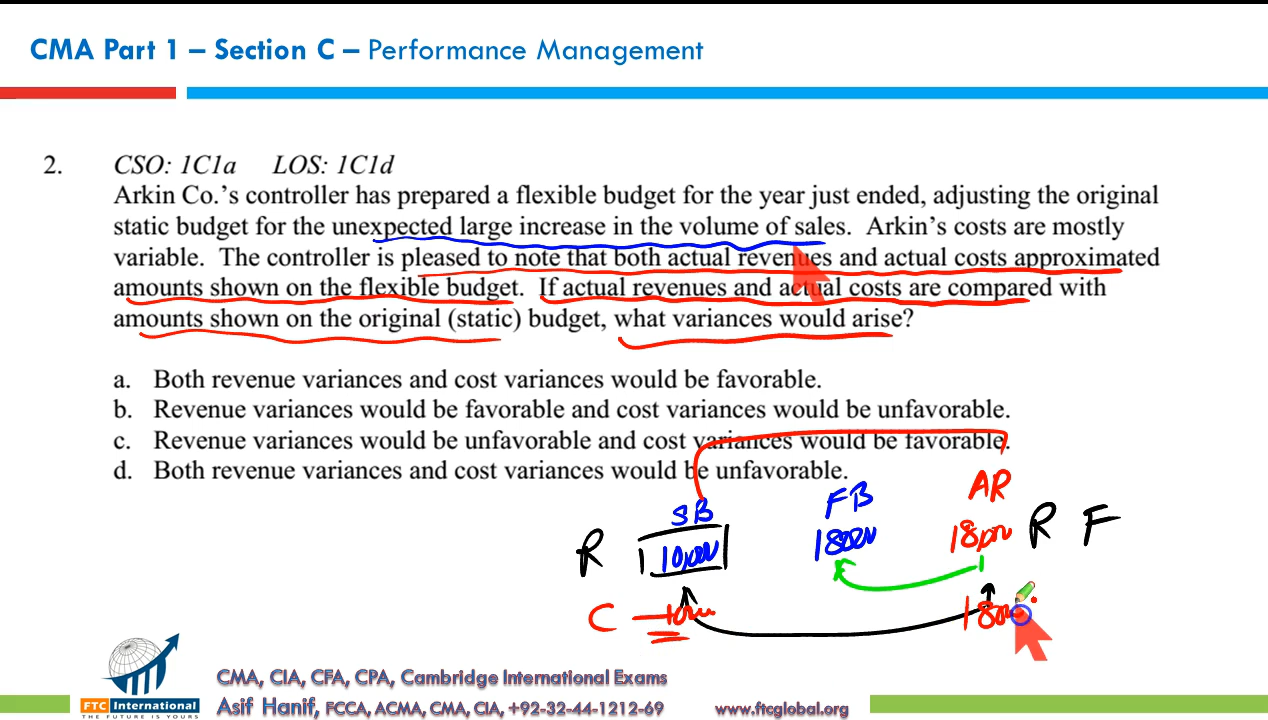 CMA Part 1 – Section C – Performance Management
2. CSO: 1C1a LOS: 1C1d
Arkin Co.'s controller has prepared a flexible budget for the year just ended, adjusting the original
static budget for the unexpected large increase in the volume of sales. Arkin's costs are mostly
variable. The controller is pleased to note that both actual revenues and actual costs approximated
amounts shown on the flexible budget. If actual revenues and actual costs are compared with
amounts shown on the original (static) budget, what variances would arise?
a. Both revenue variances and cost variances would be favorable.
b. Revenue variances would be favorable and cost variances would be unfavorable.
c. Revenue variances would be unfavorable and cost variances would be favorable.
d. Both revenue variances and cost variances would be unfavorable.
SB FB AR
R R F
C
FTC International
THE FUTURE IS YOURS
CMA, CIA, CFA, CPA, Cambridge International Exams
Asif Hanif, FCCA, ACMA, CMA, CIA, +92-32-44-1212-69 www.ftcglobal.org